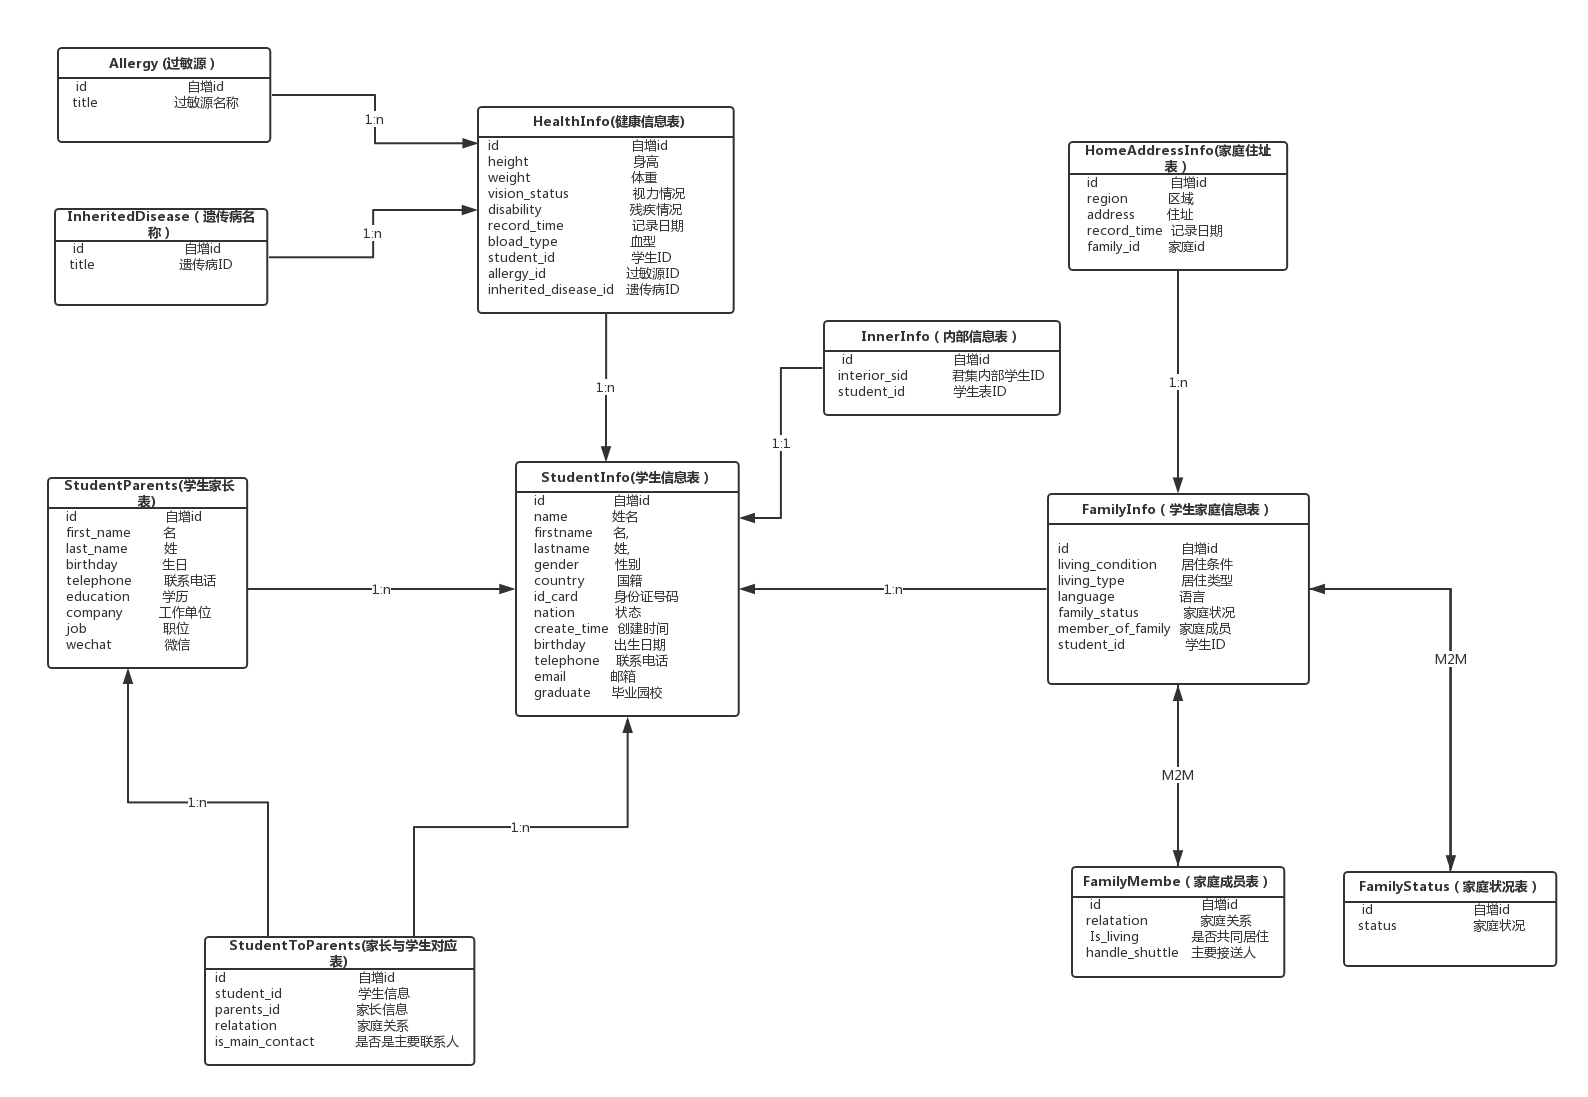 Allergy (过敏源 )
id 自增id
title 过敏源名称
1:n
InheritedDisease ( 遗传病名
称 )
id 自增id
title 遗传病ID
1:n
HealthInfo(健康信息表)
id 自增id
height 身高
weight 体重
vision_status 视力情况
disability 残疾情况
record_time 记录日期
bload_type 血型
student_id 学生ID
allergy_id 过敏源ID
inherited_disease_id 遗传病ID
1:n
HomeAddressInfo(家庭住址
表 )
id 自增id
region 区域
address 住址
record_time 记录日期
family_id 家庭id
1:n
InnerInfo ( 内部信息表 )
id 自增id
interior_sid 君集内部学生ID
student_id 学生表ID
1:1
StudentParents(学生家长
表)
id 自增id
first_name 名
last_name 姓
birthday 生日
telephone 联系电话
education 学历
company 工作单位
job 职位
wechat 微信
1:n
StudentInfo(学生信息表 )
id 自增id
name 姓名
firstname 名,
lastname 姓,
gender 性别
country 国籍
id_card 身份证号码
nation 状态
create_time 创建时间
birthday 出生日期
telephone 联系电话
email 邮箱
graduate 毕业园校
1:n
FamilyInfo ( 学生家庭信息表 )
id 自增id
living_condition 居住条件
living_type 居住类型
language 语言
family_status 家庭状况
member_of_family 家庭成员
student_id 学生ID
M2M
M2M
1:n
1:n
FamilyMembe ( 家庭成员表 )
id 自增id
relatation 家庭关系
Is_living 是否共同居住
handle_shuttle 主要接送人
FamilyStatus ( 家庭状况表 )
id 自增id
status 家庭状况
StudentToParents(家长与学生对应
表)
id 自增id
student_id 学生信息
parents_id 家长信息
relatation 家庭关系
is_main_contact 是否是主要联系人